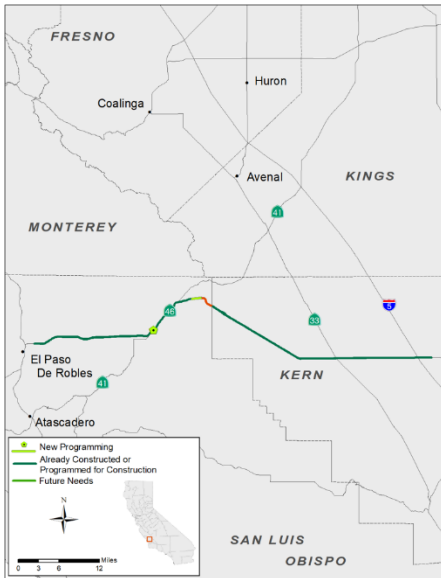 FRESNO
Huron
Coalinga
Avenal
KINGS
41
MONTEREY
46
33
5
El Paso
De Robles
KERN
41
Atascadero
New Programming
Already Constructed or
Programmed for Construction
Future Needs
N
0 3 6 12 Miles
SAN LUIS
OBISPO